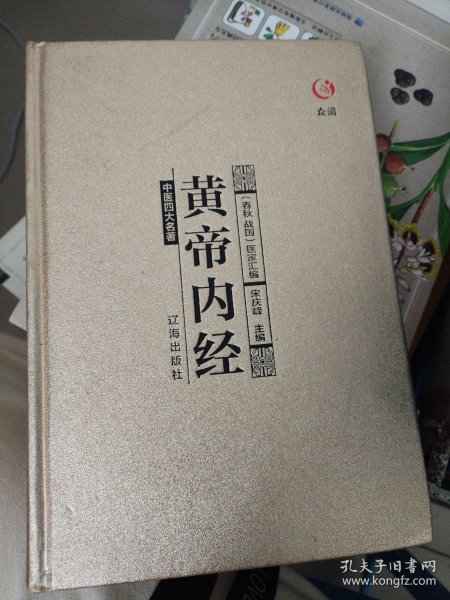 众阅
黄帝内经
中医四大名著
辽海出版社
（春秋 战国）医家汇编
宋庆峰 主编
孔夫子旧书网
www.kongfz.com